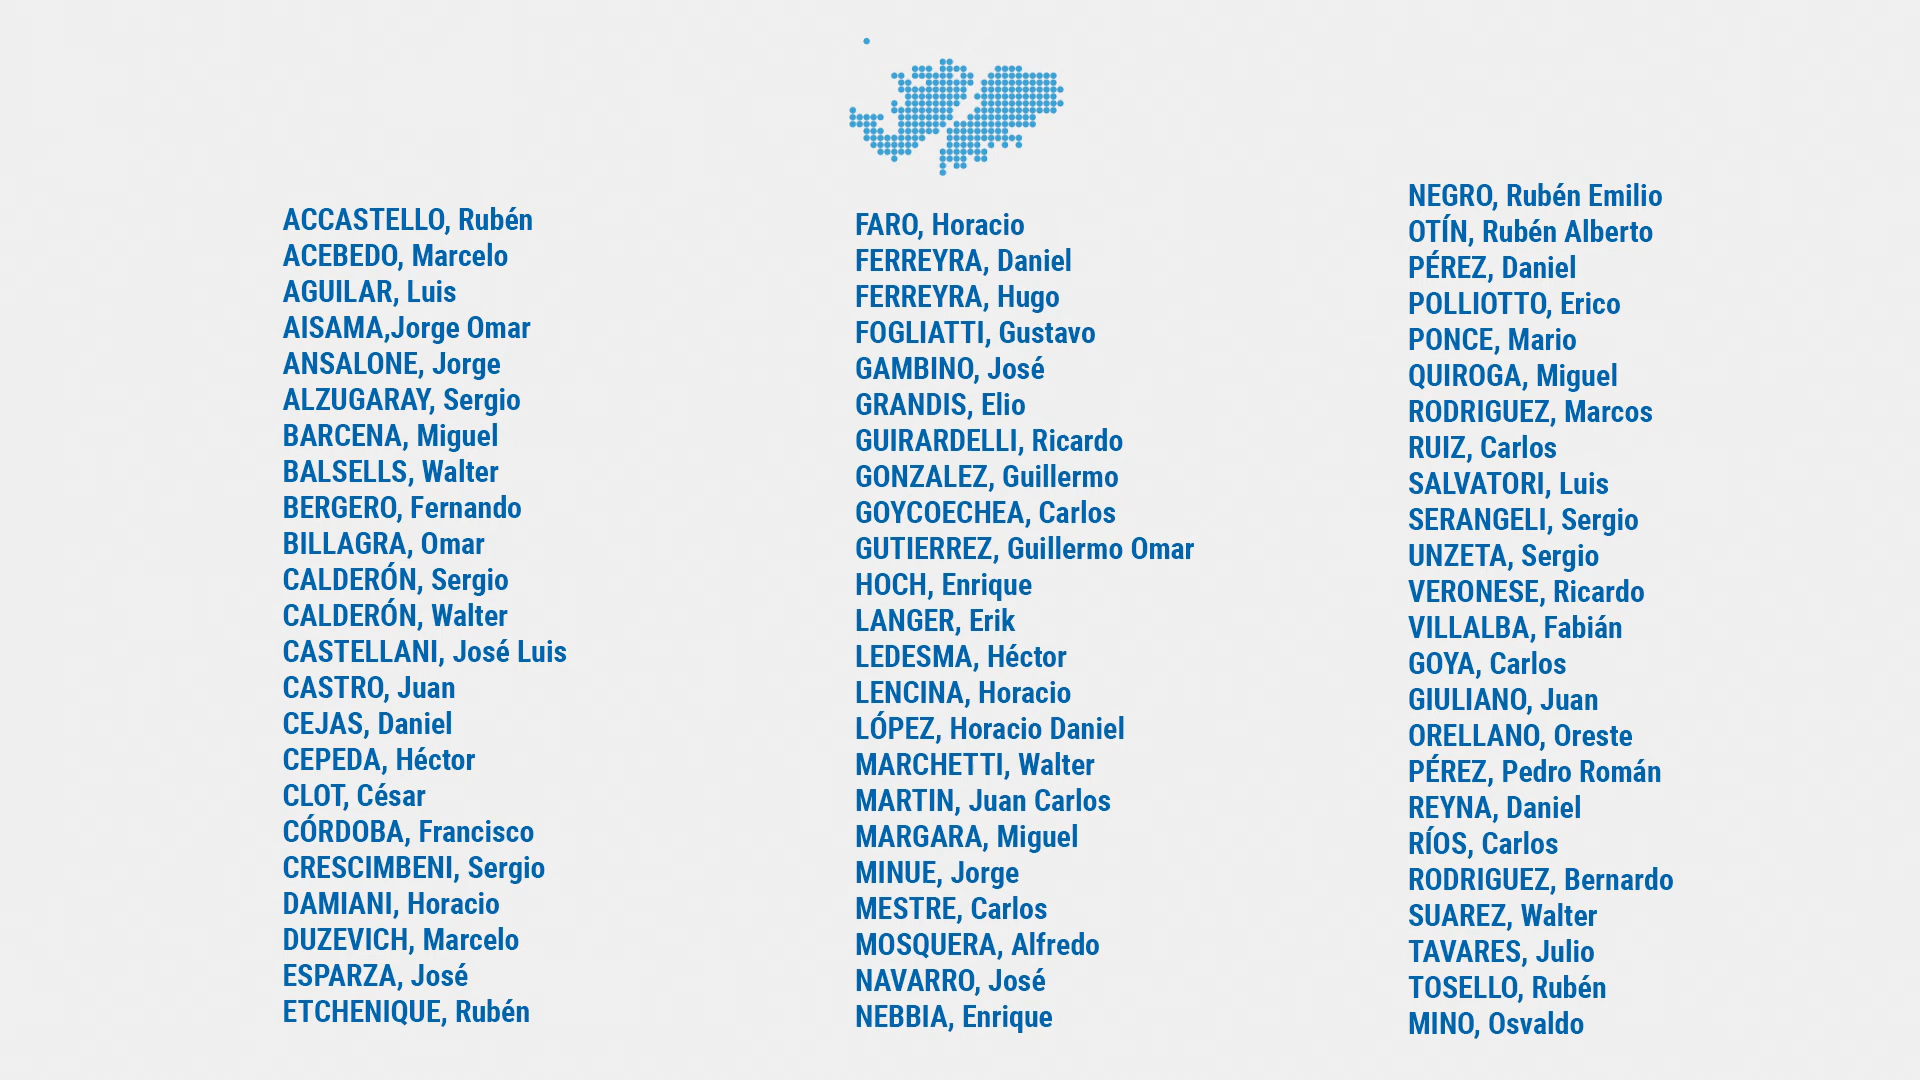 ACCASTELLO, Rubén
ACEBEDO, Marcelo
AGUILAR, Luis
AISAMA,Jorge Omar
ANSALONE, Jorge
ALZUGARAY, Sergio
BARCENA, Miguel
BALSELLS, Walter
BERGERO, Fernando
BILLAGRA, Omar
CALDERÓN, Sergio
CALDERÓN, Walter
CASTELLANI, José Luis
CASTRO, Juan
CEJAS, Daniel
CEPEDA, Héctor
CLOT, César
CÓRDOBA, Francisco
CRESCIMBENI, Sergio
DAMIANI, Horacio
DUZEVICH, Marcelo
ESPARZA, José
ETCHENIQUE, Rubén
FARO, Horacio
FERREYRA, Daniel
FERREYRA, Hugo
FOGLIATTI, Gustavo
GAMBINO, José
GRANDIS, Elio
GUIRARDELLI, Ricardo
GONZALEZ, Guillermo
GOYCOECHEA, Carlos
GUTIERREZ, Guillermo Omar
HOCH, Enrique
LANGER, Erik
LEDESMA, Héctor
LENCINA, Horacio
LÓPEZ, Horacio Daniel
MARCHETTI, Walter
MARTIN, Juan Carlos
MARGARA, Miguel
MINUE, Jorge
MESTRE, Carlos
MOSQUERA, Alfredo
NAVARRO, José
NEBBIA, Enrique
NEGRO, Rubén Emilio
OTÍN, Rubén Alberto
PÉREZ, Daniel
POLLIOTTO, Erico
PONCE, Mario
QUIROGA, Miguel
RODRIGUEZ, Marcos
RUIZ, Carlos
SALVATORI, Luis
SERANGELI, Sergio
UNZETA, Sergio
VERONESE, Ricardo
VILLALBA, Fabián
GOYA, Carlos
GIULIANO, Juan
ORELLANO, Oreste
PÉREZ, Pedro Román
REYNA, Daniel
RÍOS, Carlos
RODRIGUEZ, Bernardo
SUAREZ, Walter
TAVARES, Julio
TOSELLO, Rubén
MINO, Osvaldo